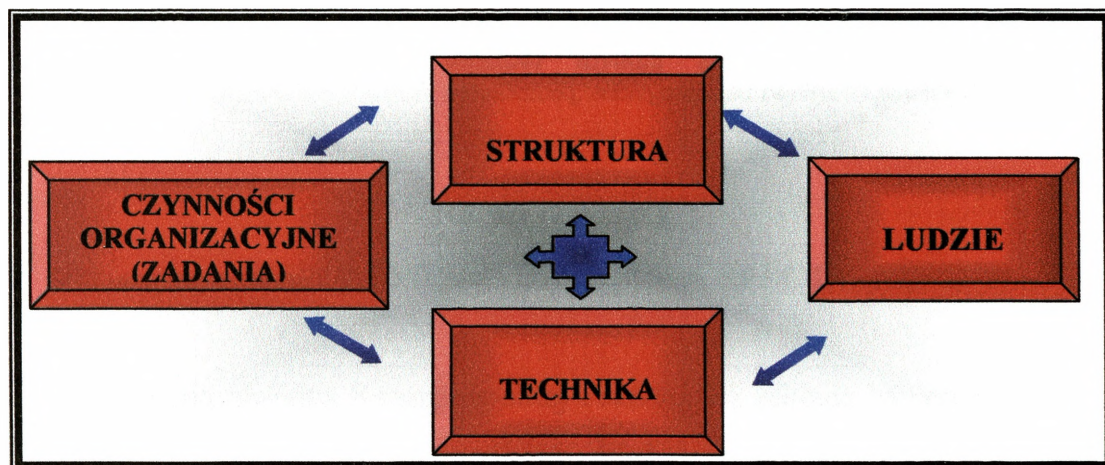 STRUKTURA
CZYNNOŚCI
ORGANIZACYJNE
(ZADANIA)
LUDZIE
TECHNIKA